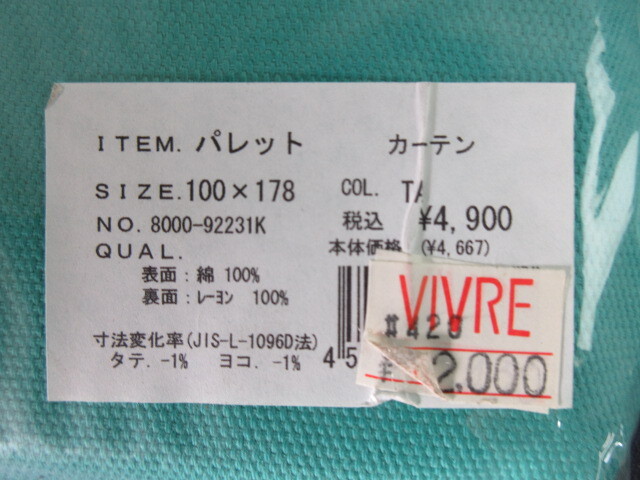 ITEM. パレット カーテン
SIZE. 100×178 COL. TA
NO. 8000-92231K 税込 ¥4,900
QUAL. 本体価格: (¥4,667)
表面:綿 100%
裏面:レーヨン 100%
寸法変化率(JIS-L-1096D法)
タテ. -1% ヨコ. -1% 45
VIVRE
#423
2,000